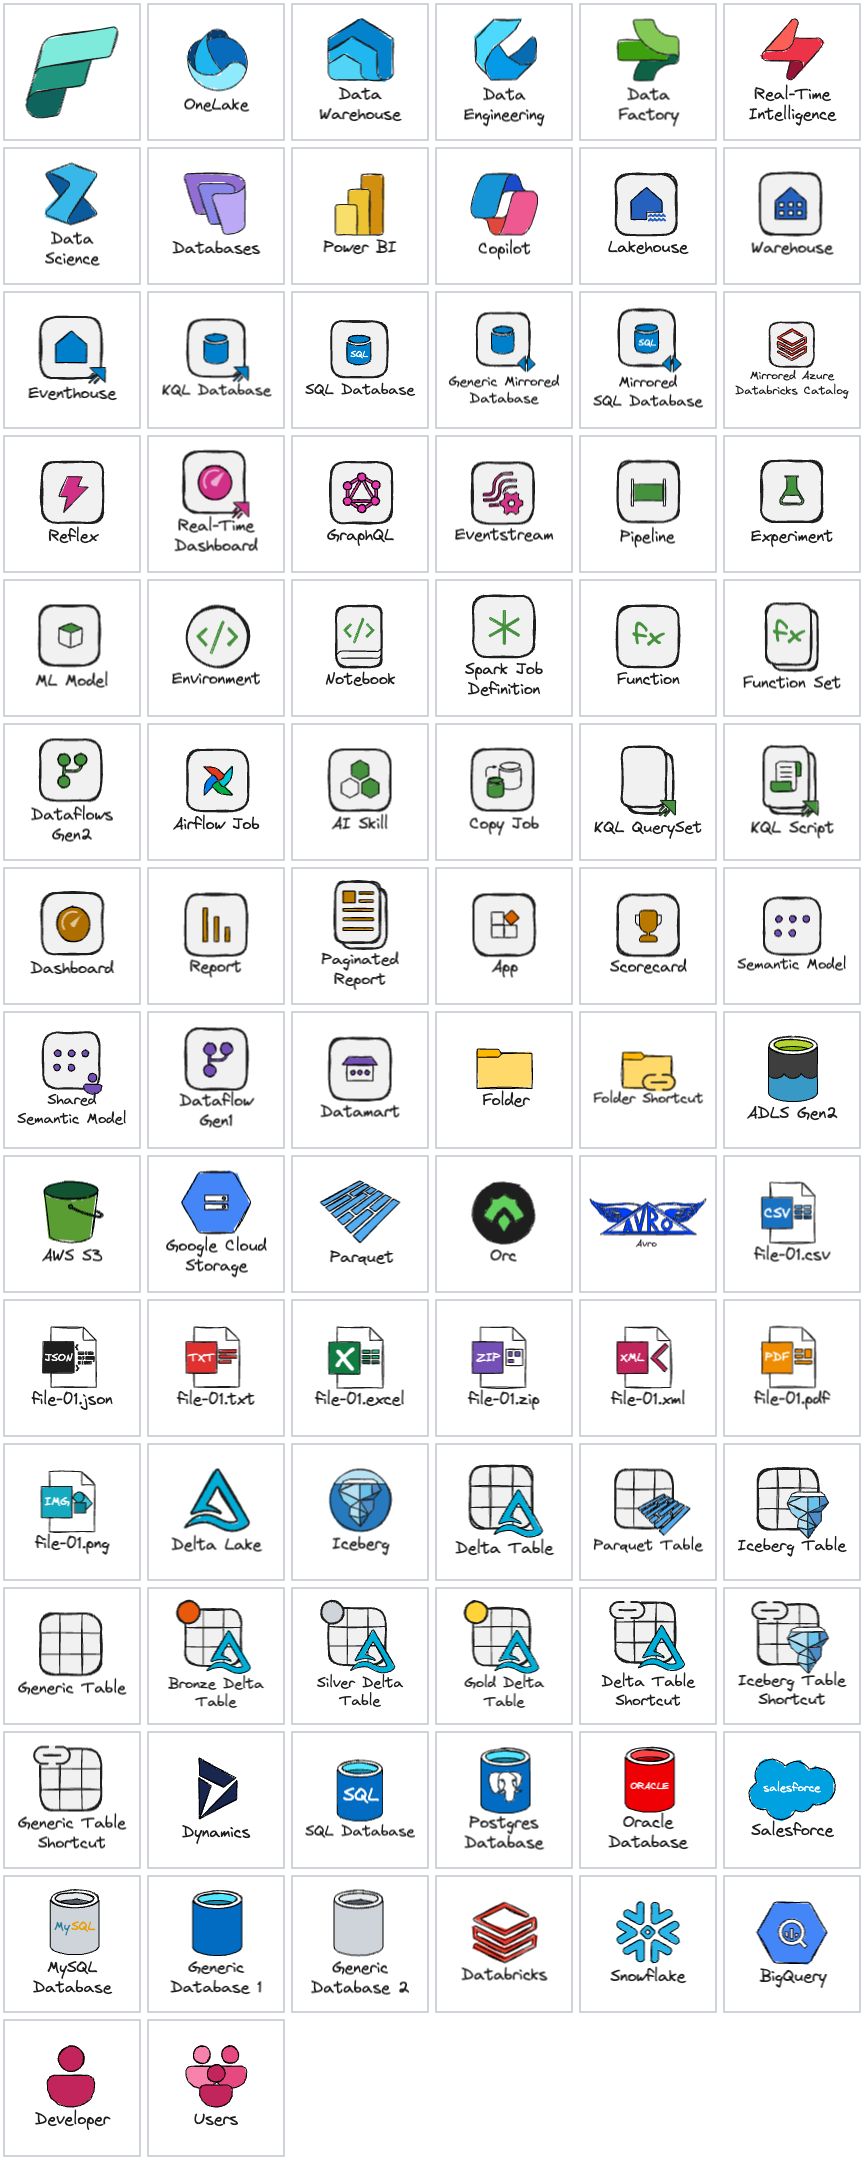 OneLake
Data
Warehouse
Data
Engineering
Data
Factory
Real-Time
Intelligence
Data
Science
Databases
Power BI
Copilot
Lakehouse
Warehouse
Eventhouse
KQL Database
SQL
SQL Database
Generic Mirrored
Database
SQL
Mirrored
SQL Database
Mirrored Azure
Databricks Catalog
Reflex
Real-Time
Dashboard
GraphQL
Eventstream
Pipeline
Experiment
ML Model
</>
Environment
</>
Notebook
Spark Job
Definition
fx
Function
fx
Function Set
Dataflows
Gen2
Airflow Job
AI Skill
Copy Job
KQL QuerySet
KQL Script
Dashboard
Report
Paginated
Report
App
Scorecard
Semantic Model
Shared
Semantic Model
Dataflow
Gen1
Datamart
Folder
Folder Shortcut
ADLS Gen2
AWS S3
Google Cloud
Storage
Parquet
Orc
AVRO
Avro
CSV
file-01.csv
JSON
file-01.json
TXT
file-01.txt
X
file-01.excel
ZIP
file-01.zip
XML
file-01.xml
PDF
file-01.pdf
IMG
file-01.png
Delta Lake
Iceberg
Delta Table
Parquet Table
Iceberg Table
Generic Table
Bronze Delta
Table
Silver Delta
Table
Gold Delta
Table
Delta Table
Shortcut
Iceberg Table
Shortcut
Generic Table
Shortcut
Dynamics
SQL
SQL Database
Postgres
Database
ORACLE
Oracle
Database
salesforce
Salesforce
MySQL
MySQL
Database
Generic
Database 1
Generic
Database 2
Databricks
Snowflake
BigQuery
Developer
Users